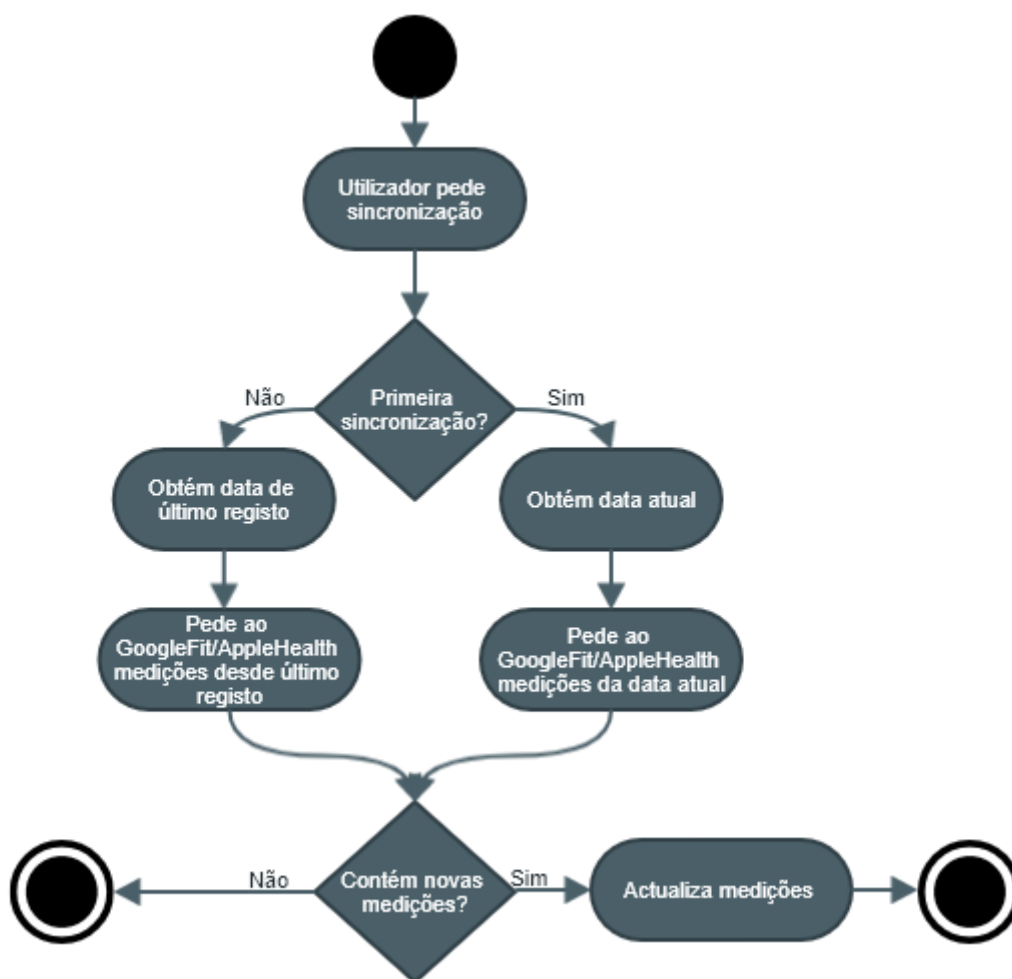 Utilizador pede
sincronização
Primeira
sincronização?
Não
Sim
Obtém data de
último registo
Obtém data atual
Pede ao
GoogleFit/AppleHealth
medições desde último
registo
Pede ao
GoogleFit/AppleHealth
medições da data atual
Contém novas
medições?
Não
Sim
Actualiza medições